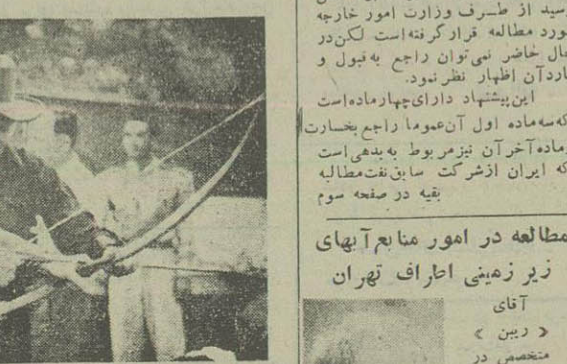 رسید از طرف وزارت امور خارجه
مورد مطالعه قرار گرفته است لکن در
حال خاضر نمی توان راجع به قبول و
یارد آن اظهار نظر نمود.
این پیشنهاد دارای چهار ماده است
که سه ماده اول آن عموما راجع بخسارت
ماده آخر آن نیز مربوط به بدهی است
که ایران از شرکت سابق نفت مطالبه
بقیه در صفحه سوم
مطالعه در امور منابع آبهای
زیر زمینی اطراف تهران
آقای
« ریبن »
متخصص در